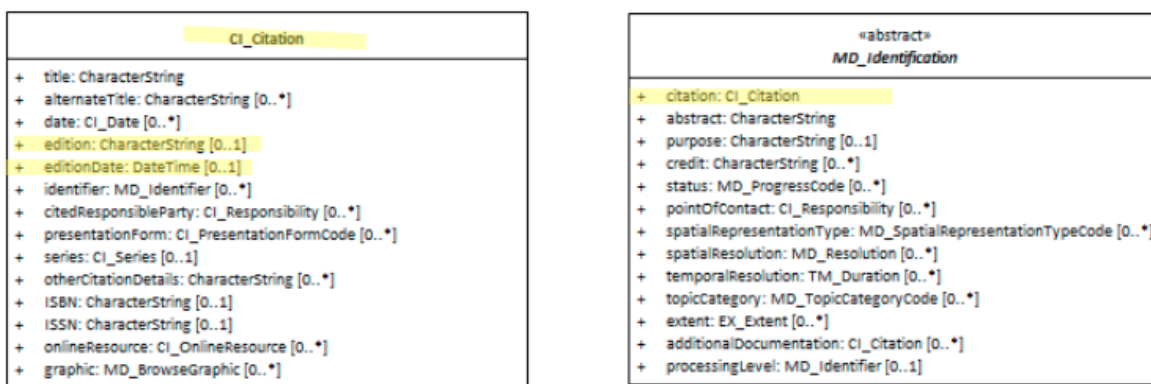 CI_Citation
+ title: CharacterString
+ alternateTitle: CharacterString [0..*]
+ date: CI_Date [0..*]
+ edition: CharacterString [0..1]
+ editionDate: DateTime [0..1]
+ identifier: MD_Identifier [0..*]
+ citedResponsibleParty: CI_Responsibility [0..*]
+ presentationForm: CI_PresentationFormCode [0..*]
+ series: CI_Series [0..1]
+ otherCitationDetails: CharacterString [0..*]
+ ISBN: CharacterString [0..1]
+ ISSN: CharacterString [0..1]
+ onlineResource: CI_OnlineResource [0..*]
+ graphic: MD_BrowseGraphic [0..*]
«abstract»
MD_Identification
+ citation: CI_Citation
+ abstract: CharacterString
+ purpose: CharacterString [0..1]
+ credit: CharacterString [0..*]
+ status: MD_ProgressCode [0..*]
+ pointOfContact: CI_Responsibility [0..*]
+ spatialRepresentationType: MD_SpatialRepresentationTypeCode [0..*]
+ spatialResolution: MD_Resolution [0..*]
+ temporalResolution: TM_Duration [0..*]
+ topicCategory: MD_TopicCategoryCode [0..*]
+ extent: EX_Extent [0..*]
+ additionalDocumentation: CI_Citation [0..*]
+ processingLevel: MD_Identifier [0..1]